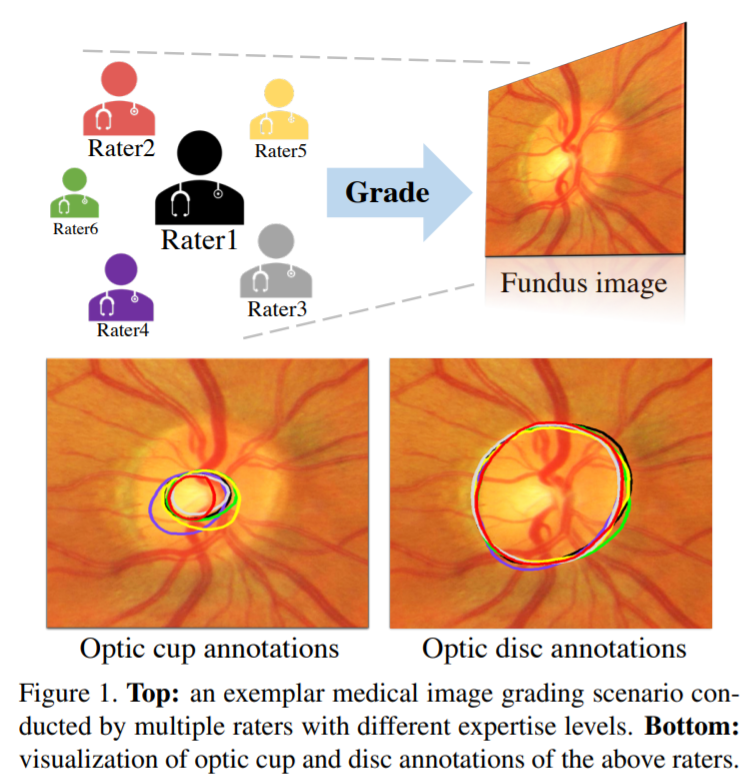 Rater2
Rater5
Rater1
Rater6
Rater3
Rater4
Grade
Fundus image
Optic cup annotations
Optic disc annotations
Figure 1. Top: an exemplar medical image grading scenario con-
ducted by multiple raters with different expertise levels. Bottom:
visualization of optic cup and disc annotations of the above raters.